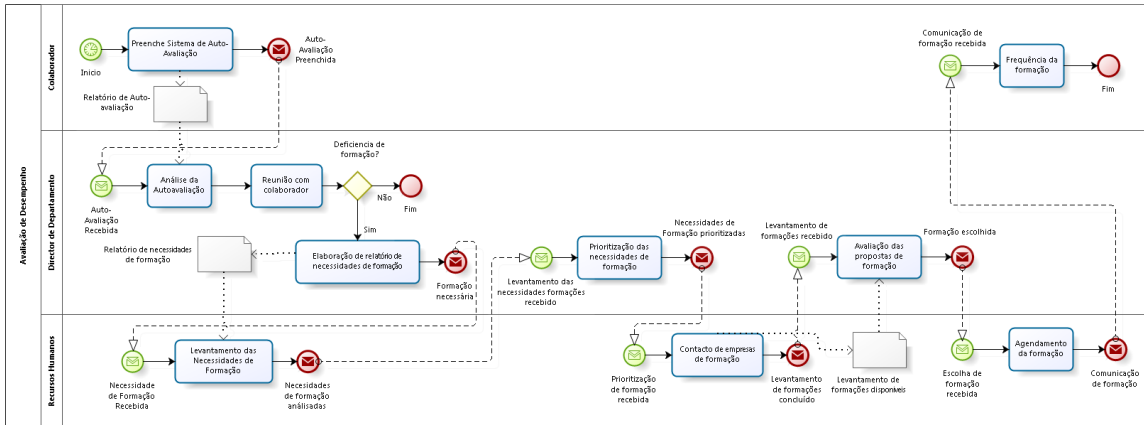 Avaliação de Desempenho
Colaborador
Inicio
Preenche Sistema de Auto-
Avaliação
Auto-
Avaliação
Preenchida
Relatório de Auto-
avaliação
Comunicação de
formação recebida
Frequência da
formação
Fim
Director de Departamento
Auto-
Avaliação
Recebida
Análise da
Autoavaliação
Reunião com
colaborador
Deficiencia de
formação?
Não
Fim
Sim
Relatório de necessidades
de formação
Elaboração de relatório de
necessidades de formação
Formação
necessária
Levantamento das
necessidades formações
recebido
Prioritização das
necessidades de
formação
Necessidades de
Formação prioritizadas
Levantamento de
formações recebido
Avaliação das
propostas de
formação
Formação escolhida
Recursos Humanos
Necessidade
de Formação
Recebida
Levantamento das
Necessidades de
Formação
Necessidades
de formação
análisadas
Prioritização
de formação
recebida
Contacto de empresas
de formação
Levantamento
de formações
concluído
Levantamento de
formações disponiveis
Escolha de
formação
recebida
Agendamento
da formação
Comunicação
de formação